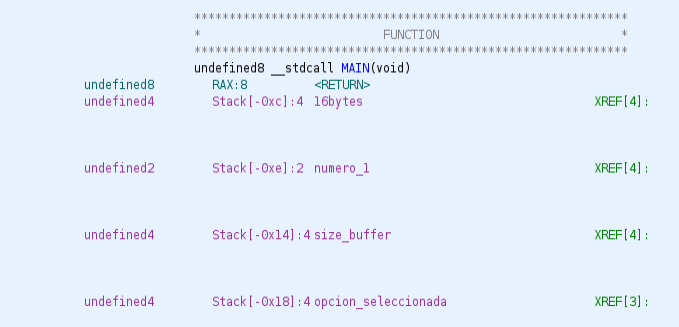 **************************************************************
*                          FUNCTION                          *
**************************************************************
undefined8 __stdcall MAIN(void)
undefined8 RAX:8 <RETURN>
undefined4 Stack[-0xc]:4 16bytes XREF[4]:
undefined2 Stack[-0xe]:2 numero_1 XREF[4]:
undefined4 Stack[-0x14]:4 size_buffer XREF[4]:
undefined4 Stack[-0x18]:4 opcion_seleccionada XREF[3]: